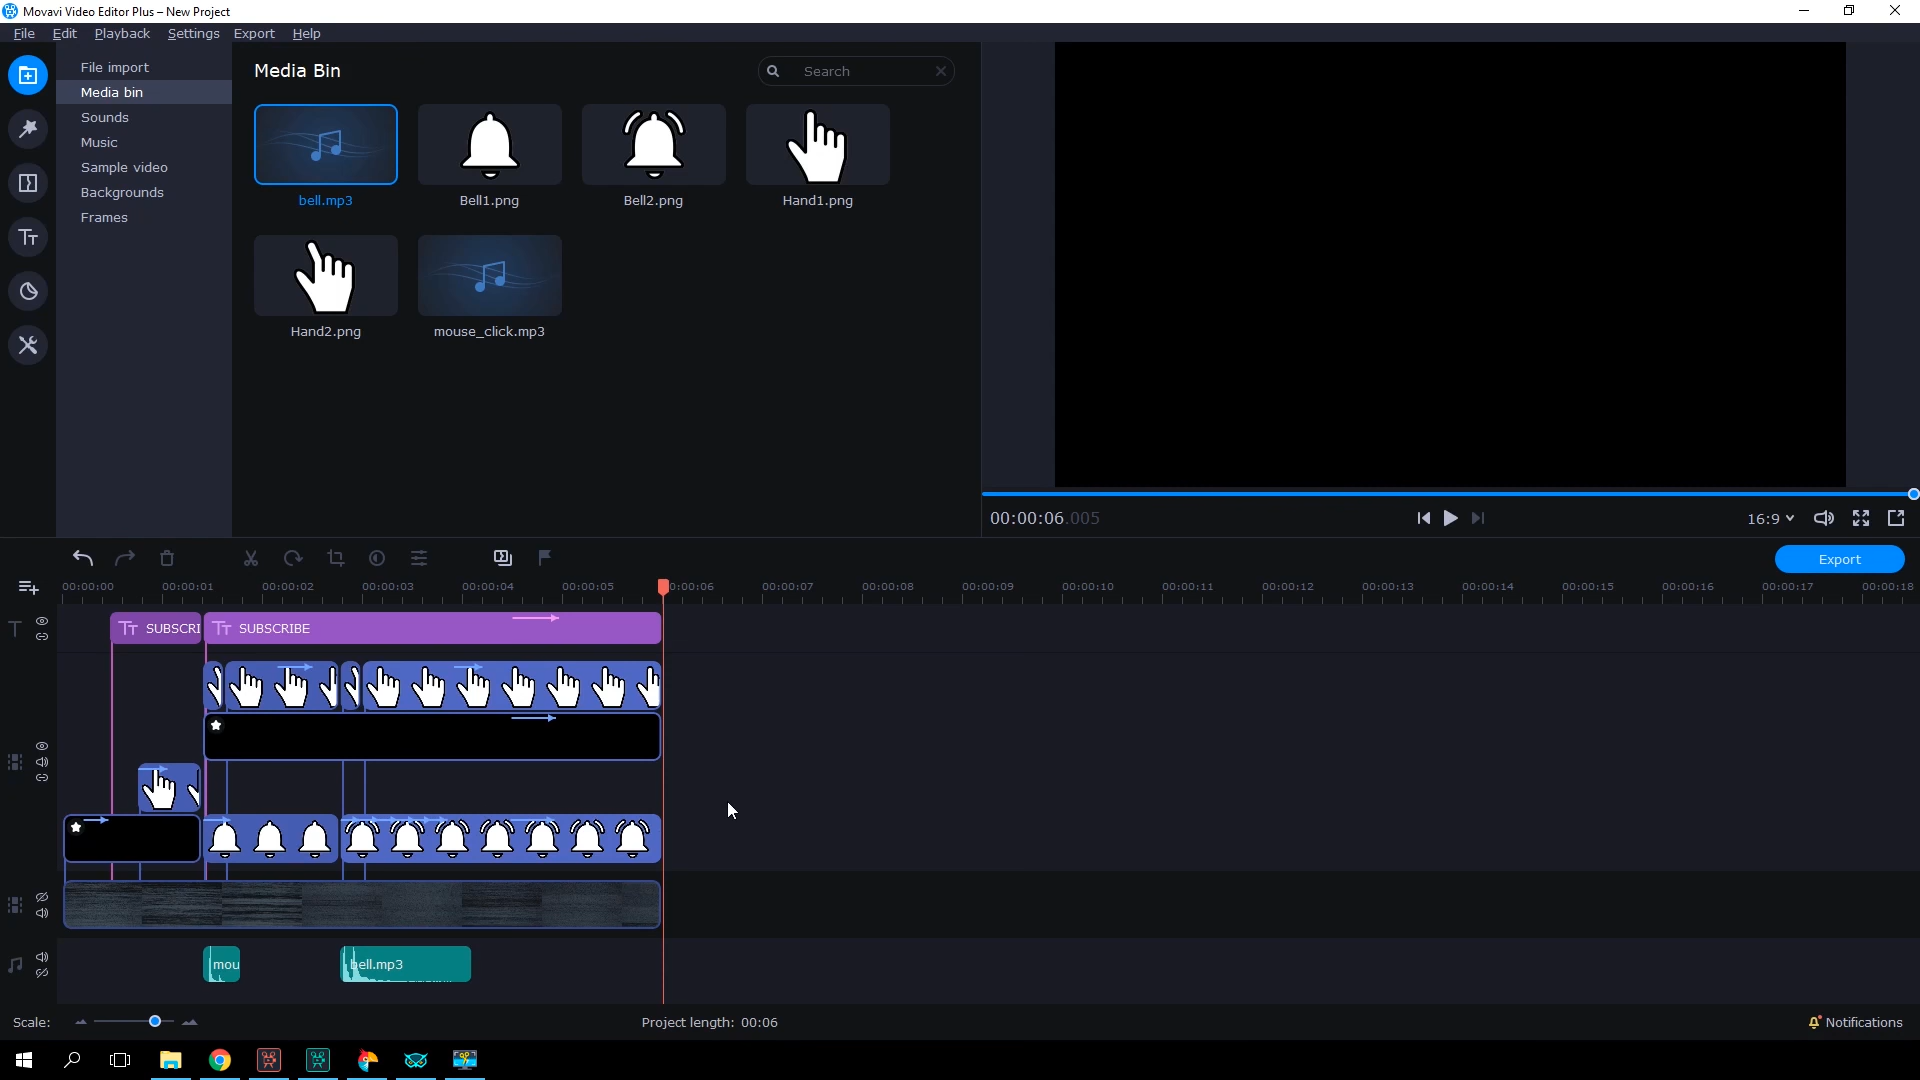 Movavi Video Editor Plus – New Project
File Edit Playback Settings Export Help
File import
Media bin
Sounds
Music
Sample video
Backgrounds
Frames
Media Bin
Search
bell.mp3 Bell1.png Bell2.png Hand1.png
Hand2.png mouse_click.mp3
00:00:06.005
16:9
Export
00:00:00 00:00:01 00:00:02 00:00:03 00:00:04 00:00:05 0:00:06 00:00:07 00:00:08 00:00:09 00:00:10 00:00:11 00:00:12 00:00:13 00:00:14 00:00:15 00:00:16 00:00:17 00:00:18
Tт SUBSCRI Tт SUBSCRIBE
mou bell.mp3
Scale:
Project length: 00:06
Notifications